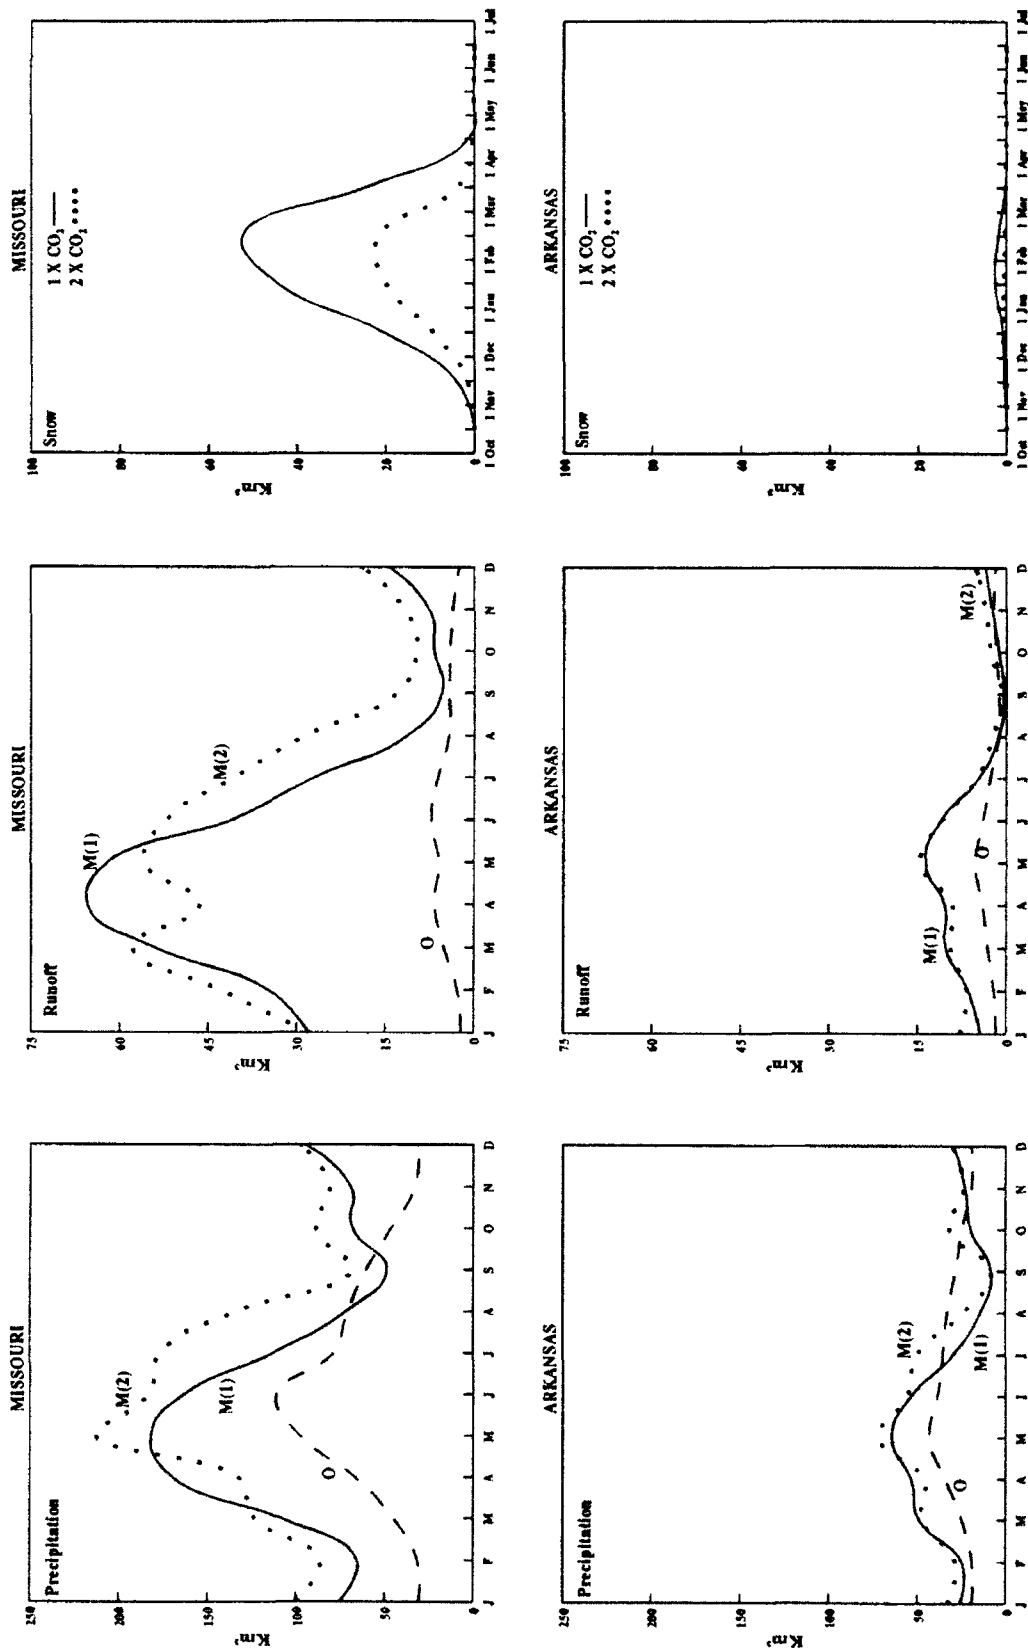 MISSOURI
Precipitation
250
200
150
100
50
0
Km³
M(2)
M(1)
O
J F M A M J J A S O N D
MISSOURI
Runoff
75
60
45
30
15
0
Km³
M(1)
M(2)
O
J F M A M J J A S O N D
MISSOURI
Snow
1 X CO₂
2 X CO₂
100
80
60
40
20
0
Km³
1 Oct 1 Nov 1 Dec 1 Jan 1 Feb 1 Mar 1 Apr 1 May 1 Jun 1 Jul
ARKANSAS
Precipitation
250
200
150
100
50
0
Km³
M(2)
M(1)
O
J F M A M J J A S O N D
ARKANSAS
Runoff
75
60
45
30
15
0
Km³
M(1)
M(2)
O
J F M A M J J A S O N D
ARKANSAS
Snow
1 X CO₂
2 X CO₂
100
80
60
40
20
0
Km³
1 Oct 1 Nov 1 Dec 1 Jan 1 Feb 1 Mar 1 Apr 1 May 1 Jun 1 Jul